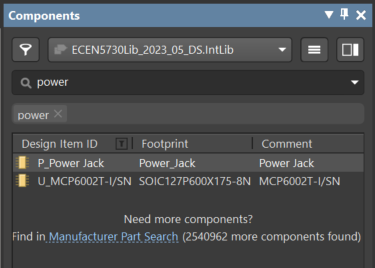 Components
ECEN5730Lib_2023_05_DS.IntLib
power
power
Design Item ID Footprint Comment
P_Power Jack Power_Jack Power Jack
U_MCP6002T-I/SN SOIC127P600X175-8N MCP6002T-I/SN
Need more components?
Find in Manufacturer Part Search (2540962 more components found)